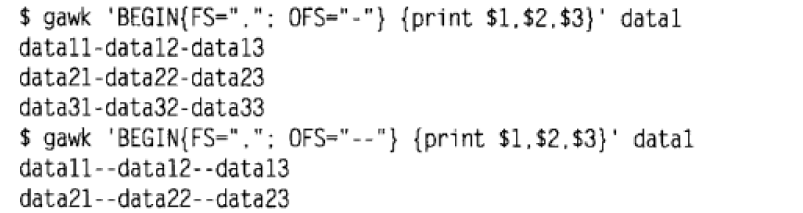 $ gawk 'BEGIN{FS=","; OFS="-"} {print $1,$2,$3}' data1
data11-data12-data13
data21-data22-data23
data31-data32-data33
$ gawk 'BEGIN{FS=","; OFS="--"} {print $1,$2,$3}' data1
data11--data12--data13
data21--data22--data23